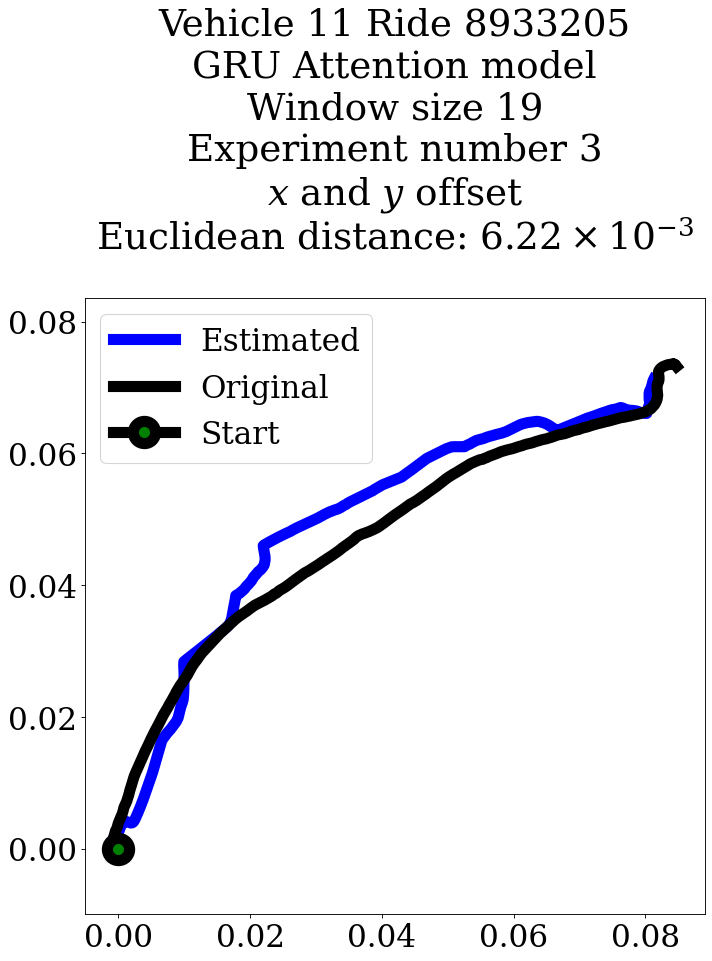 Vehicle 11 Ride 8933205
GRU Attention model
Window size 19
Experiment number 3
x and y offset
Euclidean distance: 6.22 × 10⁻³
Estimated
Original
Start
0.08
0.06
0.04
0.02
0.00
0.00 0.02 0.04 0.06 0.08